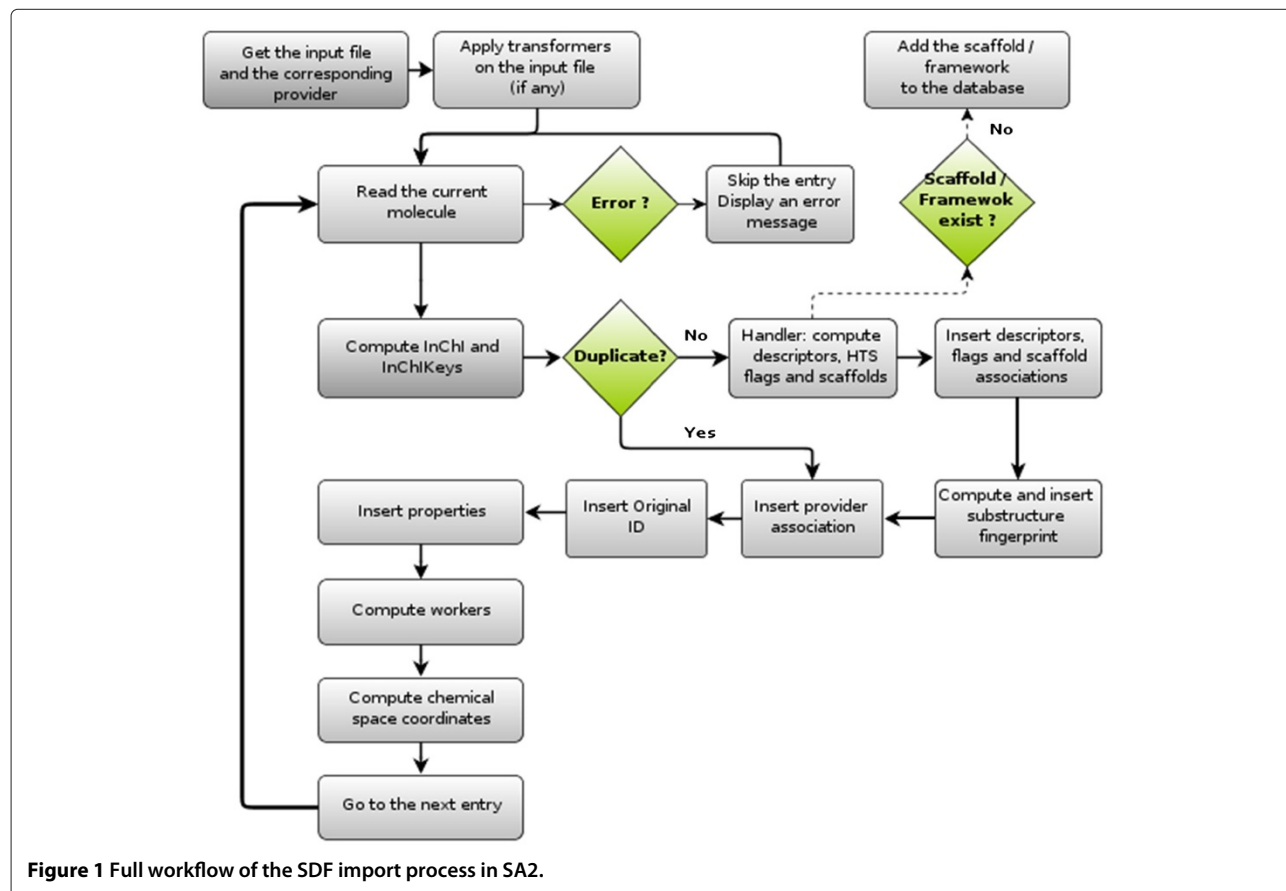 Get the input file
and the corresponding
provider
Apply transformers
on the input file
(if any)
Add the scaffold /
framework
to the database
No
Read the current
molecule
Error ?
Skip the entry
Display an error
message
Scaffold /
Framewok
exist ?
Compute InChI and
InChIKeys
Duplicate?
No
Handler: compute
descriptors, HTS
flags and scaffolds
Insert descriptors,
flags and scaffold
associations
Yes
Insert properties
Insert Original
ID
Insert provider
association
Compute and insert
substructure
fingerprint
Compute workers
Compute chemical
space coordinates
Go to the next entry
Figure 1 Full workflow of the SDF import process in SA2.